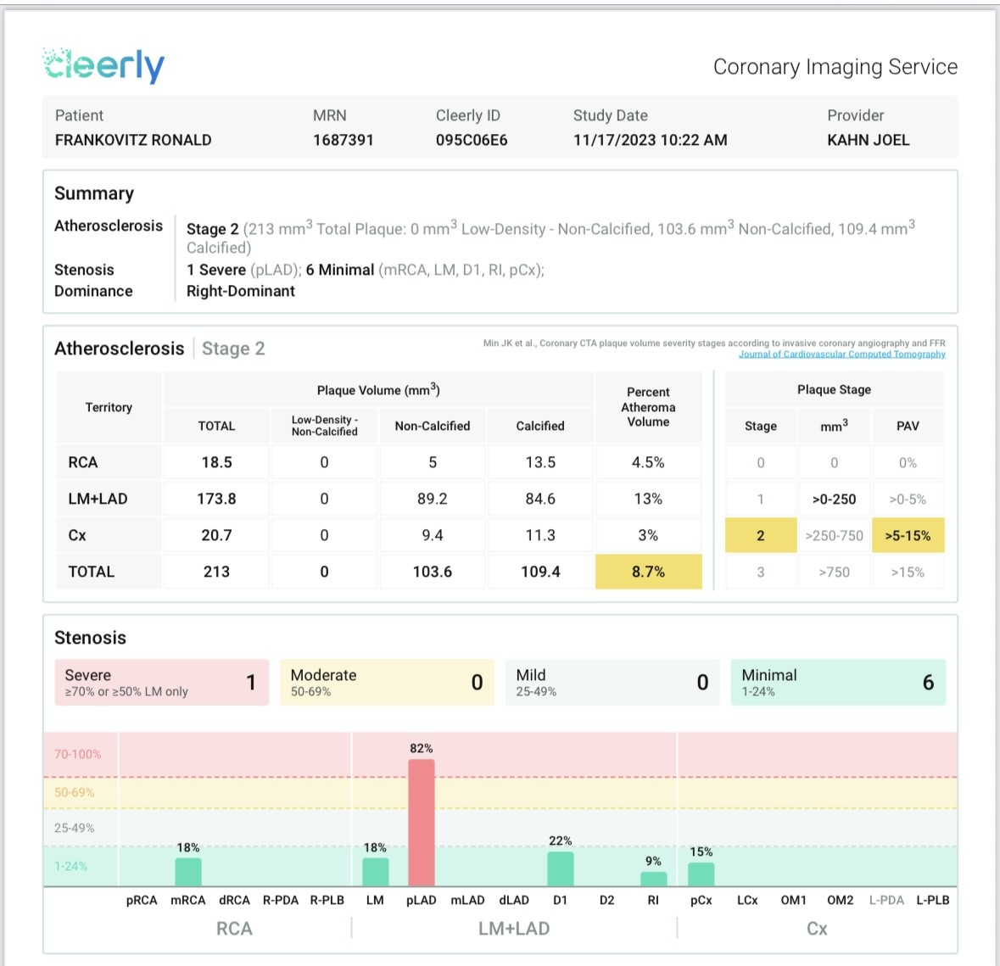 cleerly
Coronary Imaging Service
Patient MRN Cleerly ID Study Date Provider
FRANKOVITZ RONALD 1687391 095C06E6 11/17/2023 10:22 AM KAHN JOEL
Summary
Atherosclerosis Stage 2 (213 mm³ Total Plaque: 0 mm³ Low-Density - Non-Calcified, 103.6 mm³ Non-Calcified, 109.4 mm³
Calcified)
Stenosis 1 Severe (pLAD); 6 Minimal (mRCA, LM, D1, RI, pCx);
Dominance Right-Dominant
Atherosclerosis Stage 2
Min JK et al., Coronary CTA plaque volume severity stages according to invasive coronary angiography and FFR
Journal of Cardiovascular Computed Tomography
Territory
Plaque Volume (mm³)
TOTAL
Low-Density -
Non-Calcified
Non-Calcified
Calcified
Percent
Atheroma
Volume
RCA 18.5 0 5 13.5 4.5%
LM+LAD 173.8 0 89.2 84.6 13%
Cx 20.7 0 9.4 11.3 3%
TOTAL 213 0 103.6 109.4 8.7%
Plaque Stage
Stage mm³ PAV
0 0 0%
1 >0-250 >0-5%
2 >250-750 >5-15%
3 >750 >15%
Stenosis
Severe
≥70% or ≥50% LM only
1
Moderate
50-69%
0
Mild
25-49%
0
Minimal
1-24%
6
70-100%
50-69%
25-49%
1-24%
18% 18% 82% 22% 9% 15%
pRCA mRCA dRCA R-PDA R-PLB LM pLAD mLAD dLAD D1 D2 RI pCx LCx OM1 OM2 L-PDA L-PLB
RCA LM+LAD Cx